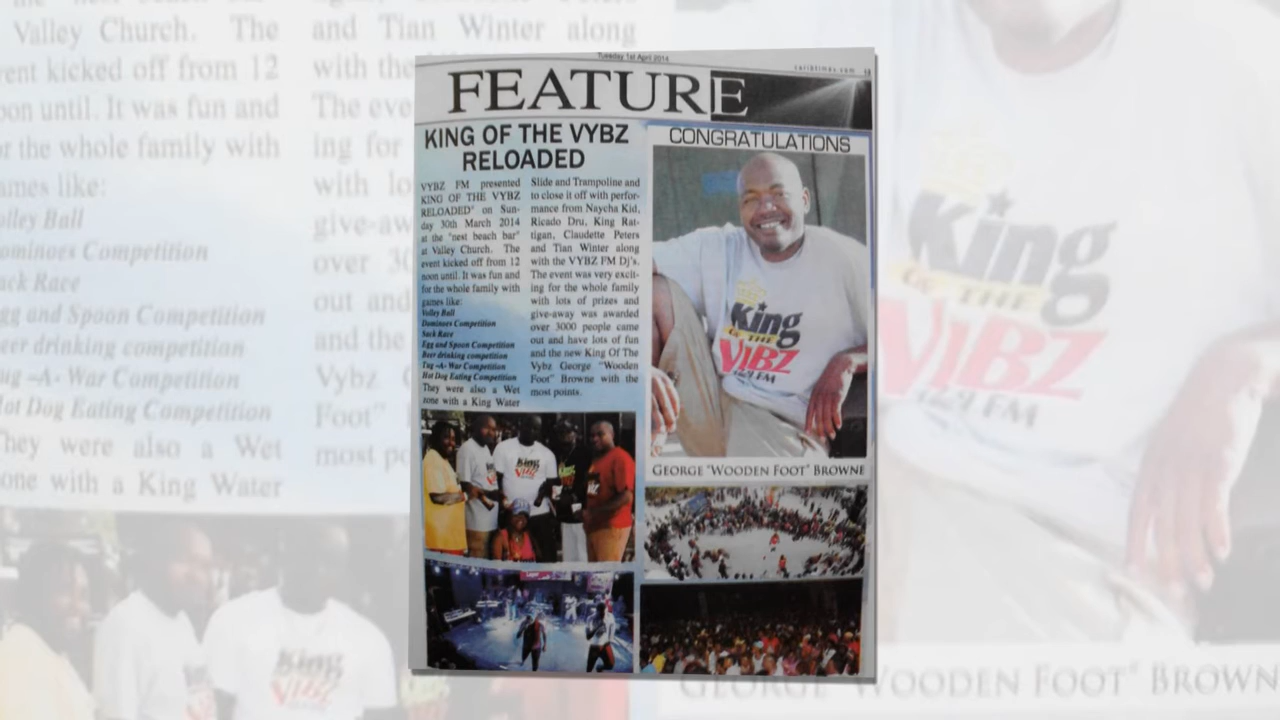 Tuesday 1st April 2014
caribtimes.com 13
FEATURE
KING OF THE VYBZ
RELOADED
VYBZ FM presented
KING OF THE VYBZ
RELOADED' on Sun-
day 30th March 2014
at the "nest beach bar"
at Valley Church. The
event kicked off from 12
noon until. It was fun and
for the whole family with
games like:
Volley Ball
Dominoes Competition
Sack Race
Egg and Spoon Competition
Beer drinking competition
Tug –A- War Competition
Hot Dog Eating Competition
They were also a Wet
zone with a King Water
Slide and Trampoline and
to close it off with perfor-
mance from Naycha Kid,
Ricado Dru, King Rat-
tigan, Claudette Peters
and Tian Winter along
with the VYBZ FM Dj's.
The event was very excit-
ing for the whole family
with lots of prizes and
give-away was awarded
over 3000 people came
out and have lots of fun
and the new King Of The
Vybz George "Wooden
Foot" Browne with the
most points.
CONGRATULATIONS
King
OF THE
VIBZ
FM
GEORGE "WOODEN FOOT" BROWNE
King
VIBZ